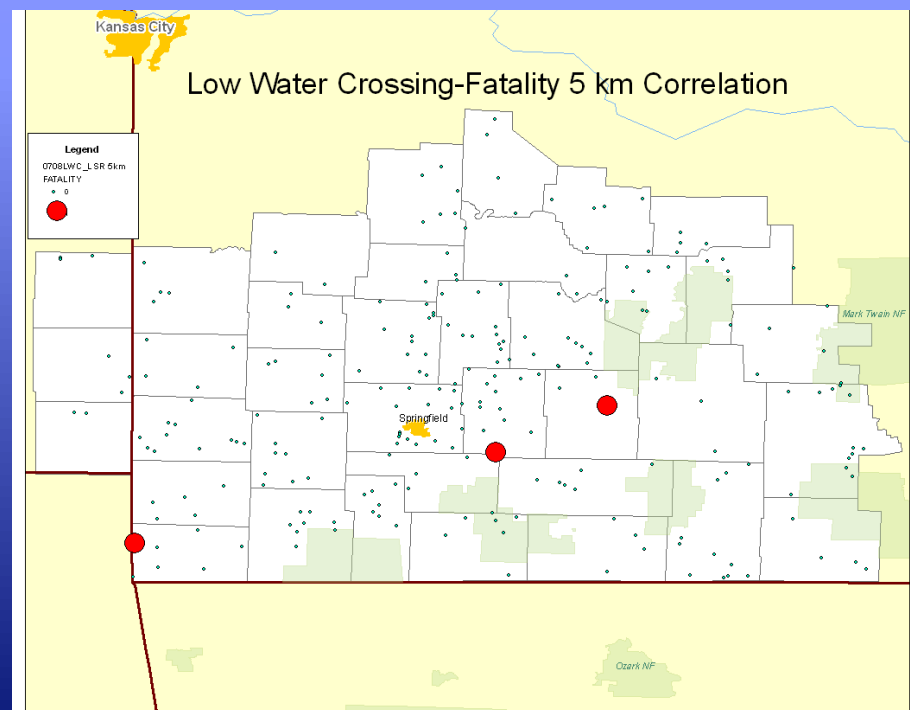 Kansas City
Low Water Crossing-Fatality 5 km Correlation
Legend
0708LWC_LSR 5km
FATALITY
0
Mark Twain NF
Springfield
Ozark NF